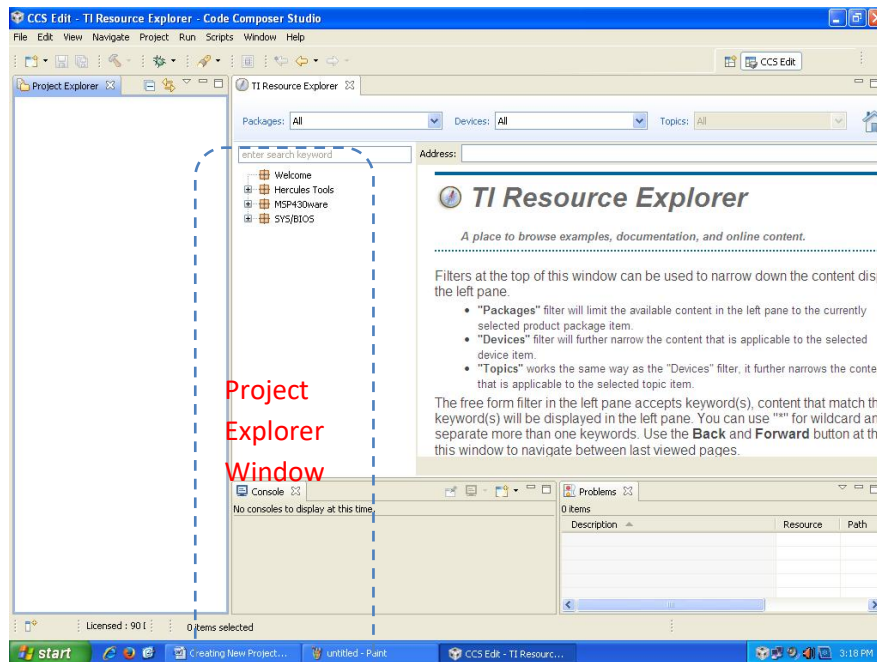 CCS Edit - TI Resource Explorer - Code Composer Studio
File Edit View Navigate Project Run Scripts Window Help
CCS Edit
Project Explorer
TI Resource Explorer
Packages: All
Devices: All
Topics: All
enter search keyword
Address:
Welcome
Hercules Tools
MSP430ware
SYS/BIOS
TI Resource Explorer
A place to browse examples, documentation, and online content.
Filters at the top of this window can be used to narrow down the content dis
the left pane.
• "Packages" filter will limit the available content in the left pane to the currently
selected product package item.
• "Devices" filter will further narrow the content that is applicable to the selected
device item.
• "Topics" works the same way as the "Devices" filter, it further narrows the conte
that is applicable to the selected topic item.
The free form filter in the left pane accepts keyword(s), content that match th
keyword(s) will be displayed in the left pane. You can use "*" for wildcard an
separate more than one keywords. Use the Back and Forward button at th
this window to navigate between last viewed pages.
Project
Explorer
Window
Console
No consoles to display at this time.
Problems
0 items
Description Resource Path
Licensed : 90
0 items selected
start
Creating New Project...
untitled - Paint
CCS Edit - TI Resourc...
3:18 PM